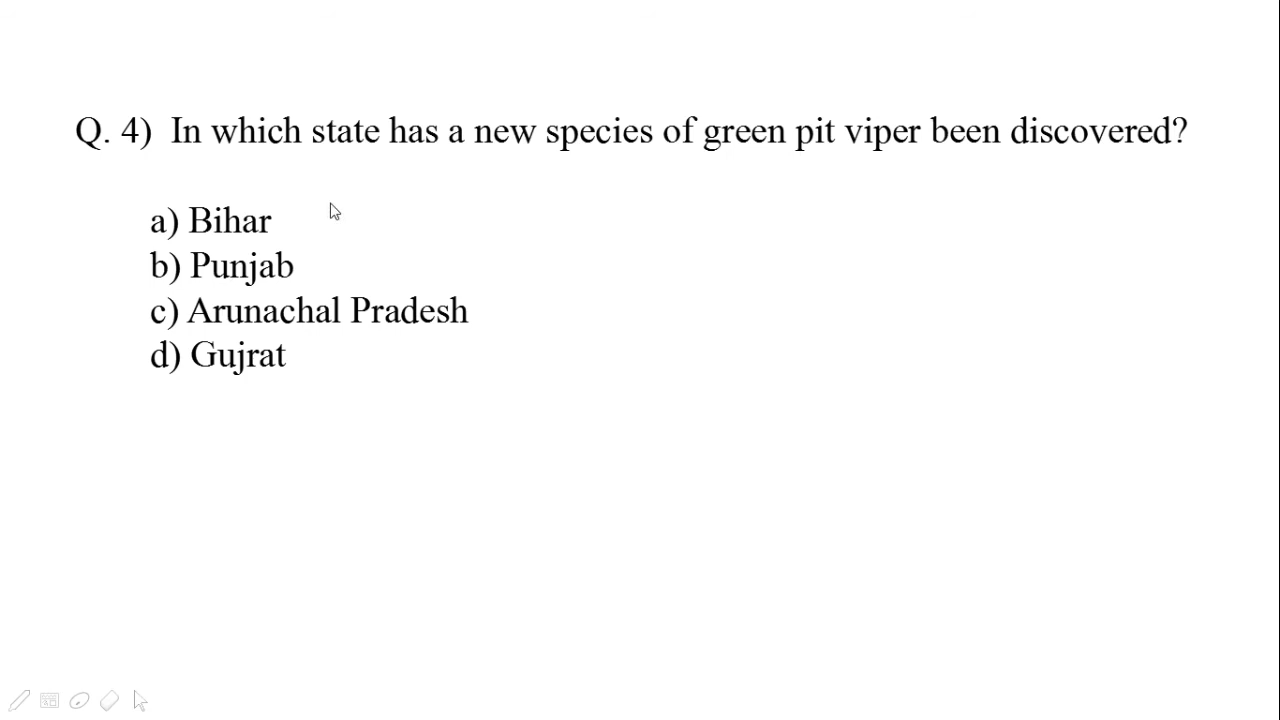 Q. 4) In which state has a new species of green pit viper been discovered?
a) Bihar
b) Punjab
c) Arunachal Pradesh
d) Gujrat